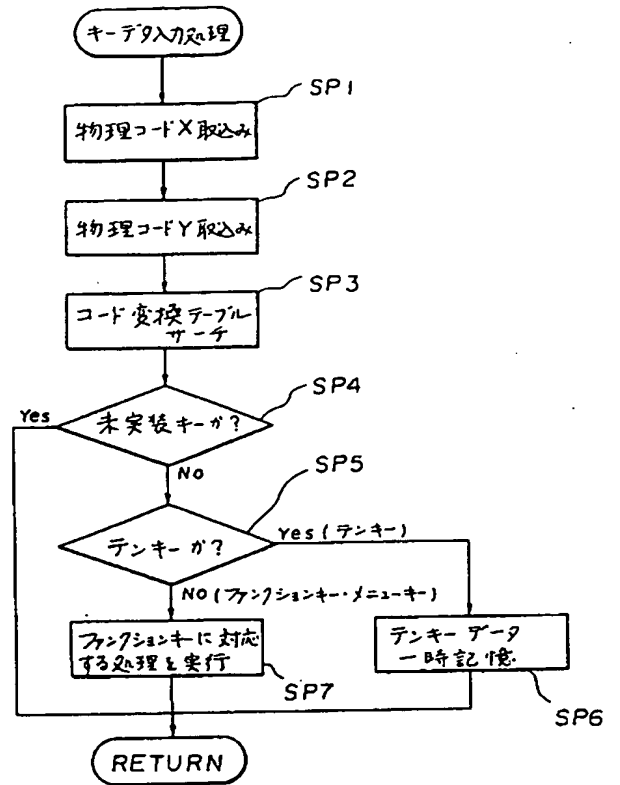 キーデータ入力処理
SP1
物理コードX取込み
SP2
物理コードY取込み
SP3
コード変換テーブル
サーチ
SP4
Yes
未実装キーか?
NO
SP5
テンキーか?
Yes(テンキー)
NO(ファンクションキー・メニューキー)
ファンクションキーに対応
する処理を実行
SP7
テンキーデータ
一時記憶
SP6
RETURN